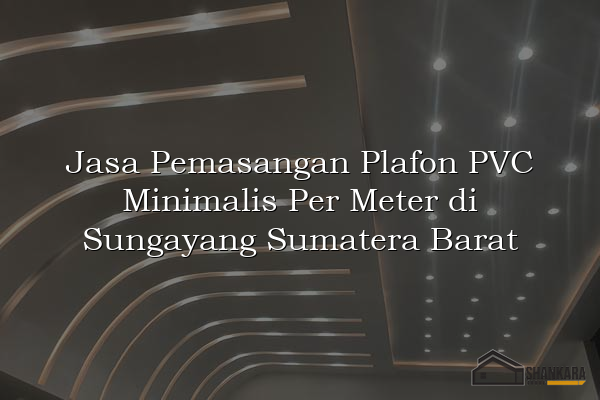 Jasa Pemasangan Plafon PVC
Minimalis Per Meter di
Sungayang Sumatera Barat
SHANKARA